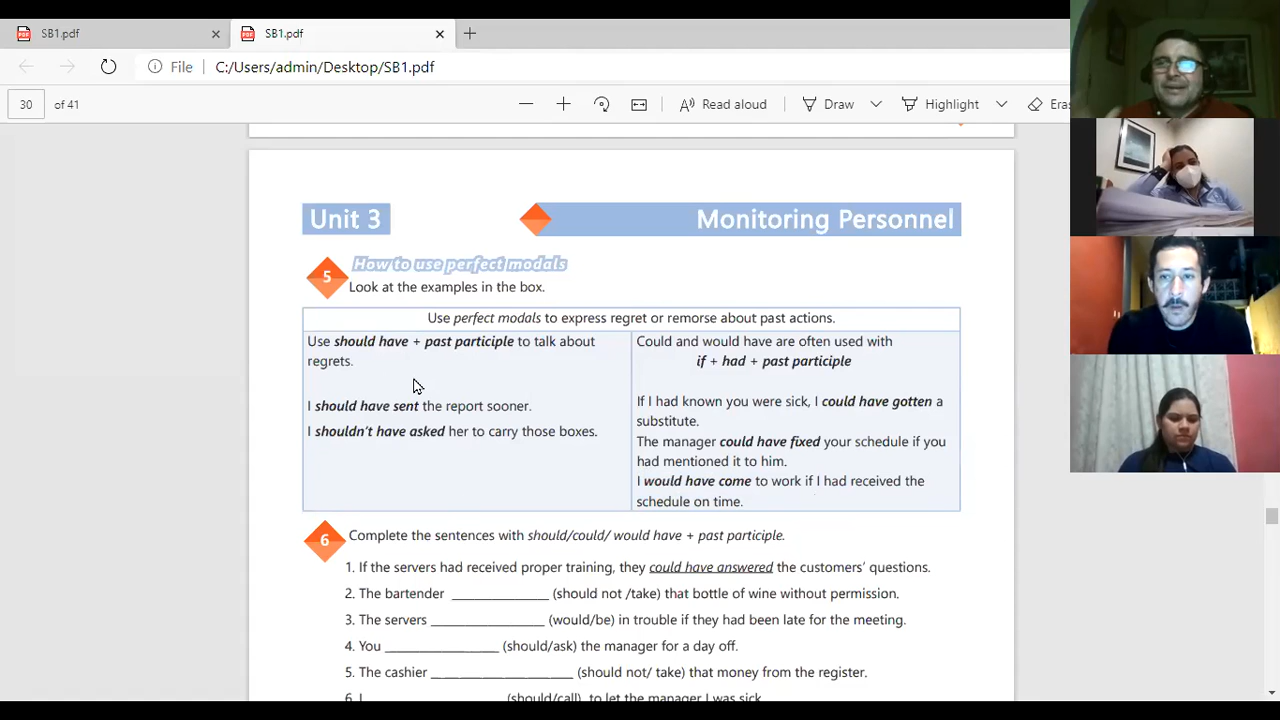 SB1.pdf
SB1.pdf
File C:/Users/admin/Desktop/SB1.pdf
30 of 41 Read aloud Draw Highlight
Unit 3 Monitoring Personnel
5 How to use perfect modals
Look at the examples in the box.
Use perfect modals to express regret or remorse about past actions.
Use should have + past participle to talk about
regrets.
I should have sent the report sooner.
I shouldn't have asked her to carry those boxes.
Could and would have are often used with
if + had + past participle
If I had known you were sick, I could have gotten a
substitute.
The manager could have fixed your schedule if you
had mentioned it to him.
I would have come to work if I had received the
schedule on time.
6 Complete the sentences with should/could/ would have + past participle.
1. If the servers had received proper training, they could have answered the customers' questions.
2. The bartender ______________ (should not /take) that bottle of wine without permission.
3. The servers ________________ (would/be) in trouble if they had been late for the meeting.
4. You ________________ (should/ask) the manager for a day off.
5. The cashier ____________________ (should not/ take) that money from the register.
6. I ____________________ (should/call) to let the manager I was sick.